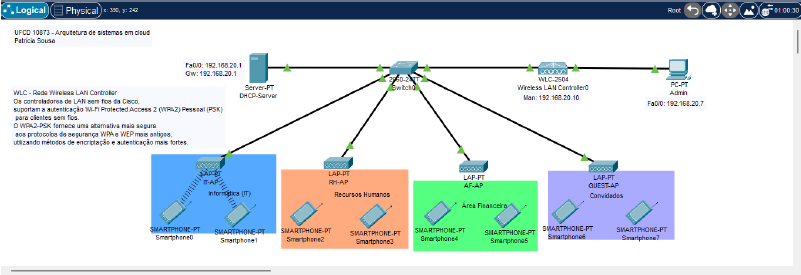 Logical
Physical
x: 390, y: 242
Root
01:00:30
UFCD 10873 - Arqutetura de sistemas em cloud
Patricia Sousa
Fa0/0: 192.168.20.1
Gw: 192.168.20.1
Server-PT
DHCP-Server
2960-24TT
Switch0
WLC-2504
Wireless LAN Controller0
Man: 192.168.20.10
PC-PT
Admin
Fa0/0: 192.168.20.7
WLC - Rede Wireless LAN Controller
Os controladores de LAN sem fios da Cisco,
suportam a autenticação Wi-Fi Protected Access 2 (WPA2) Pessoal (PSK)
para clientes sem fios.
O WPA2-PSK fornece uma alternativa mais segura
aos protocolos de segurança WPA e WEP mais antigos,
utilizando métodos de encriptação e autenticação mais fortes.
LAP-PT
IT-AP
Informática (IT)
SMARTPHONE-PT
Smartphone0
SMARTPHONE-PT
Smartphone1
LAP-PT
RH-AP
Recursos Humanos
SMARTPHONE-PT
Smartphone2
SMARTPHONE-PT
Smartphone3
LAP-PT
AF-AP
Área Financeira
SMARTPHONE-PT
Smartphone4
SMARTPHONE-PT
Smartphone5
LAP-PT
GUEST-AP
Convidados
SMARTPHONE-PT
Smartphone6
SMARTPHONE-PT
Smartphone7